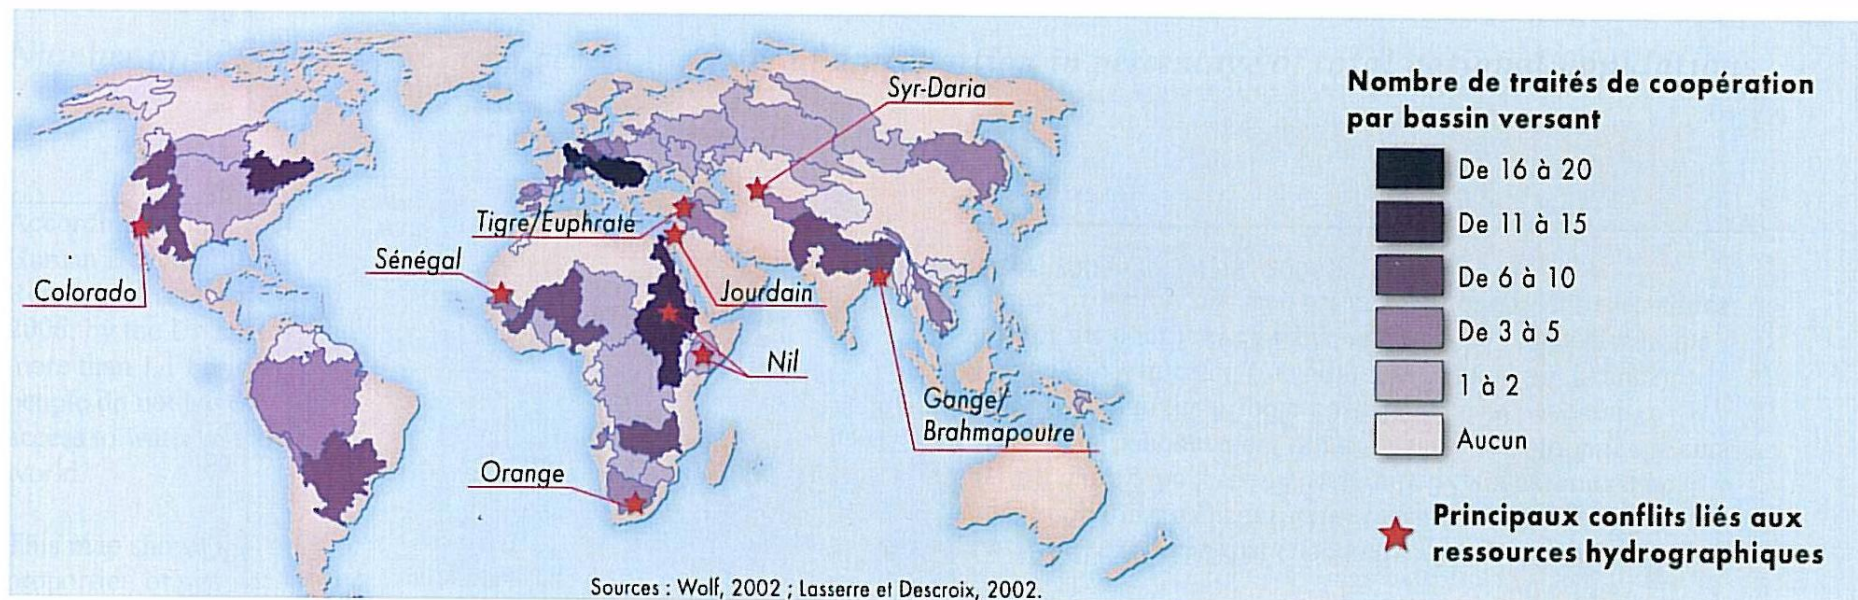 Syr-Daria
Tigre/Euphrate
Sénégal
Colorado
Jourdain
Nil
Gange/
Brahmapoutre
Orange
Sources : Wolf, 2002 ; Lasserre et Descroix, 2002.
Nombre de traités de coopération
par bassin versant
De 16 à 20
De 11 à 15
De 6 à 10
De 3 à 5
1 à 2
Aucun
Principaux conflits liés aux
ressources hydrographiques